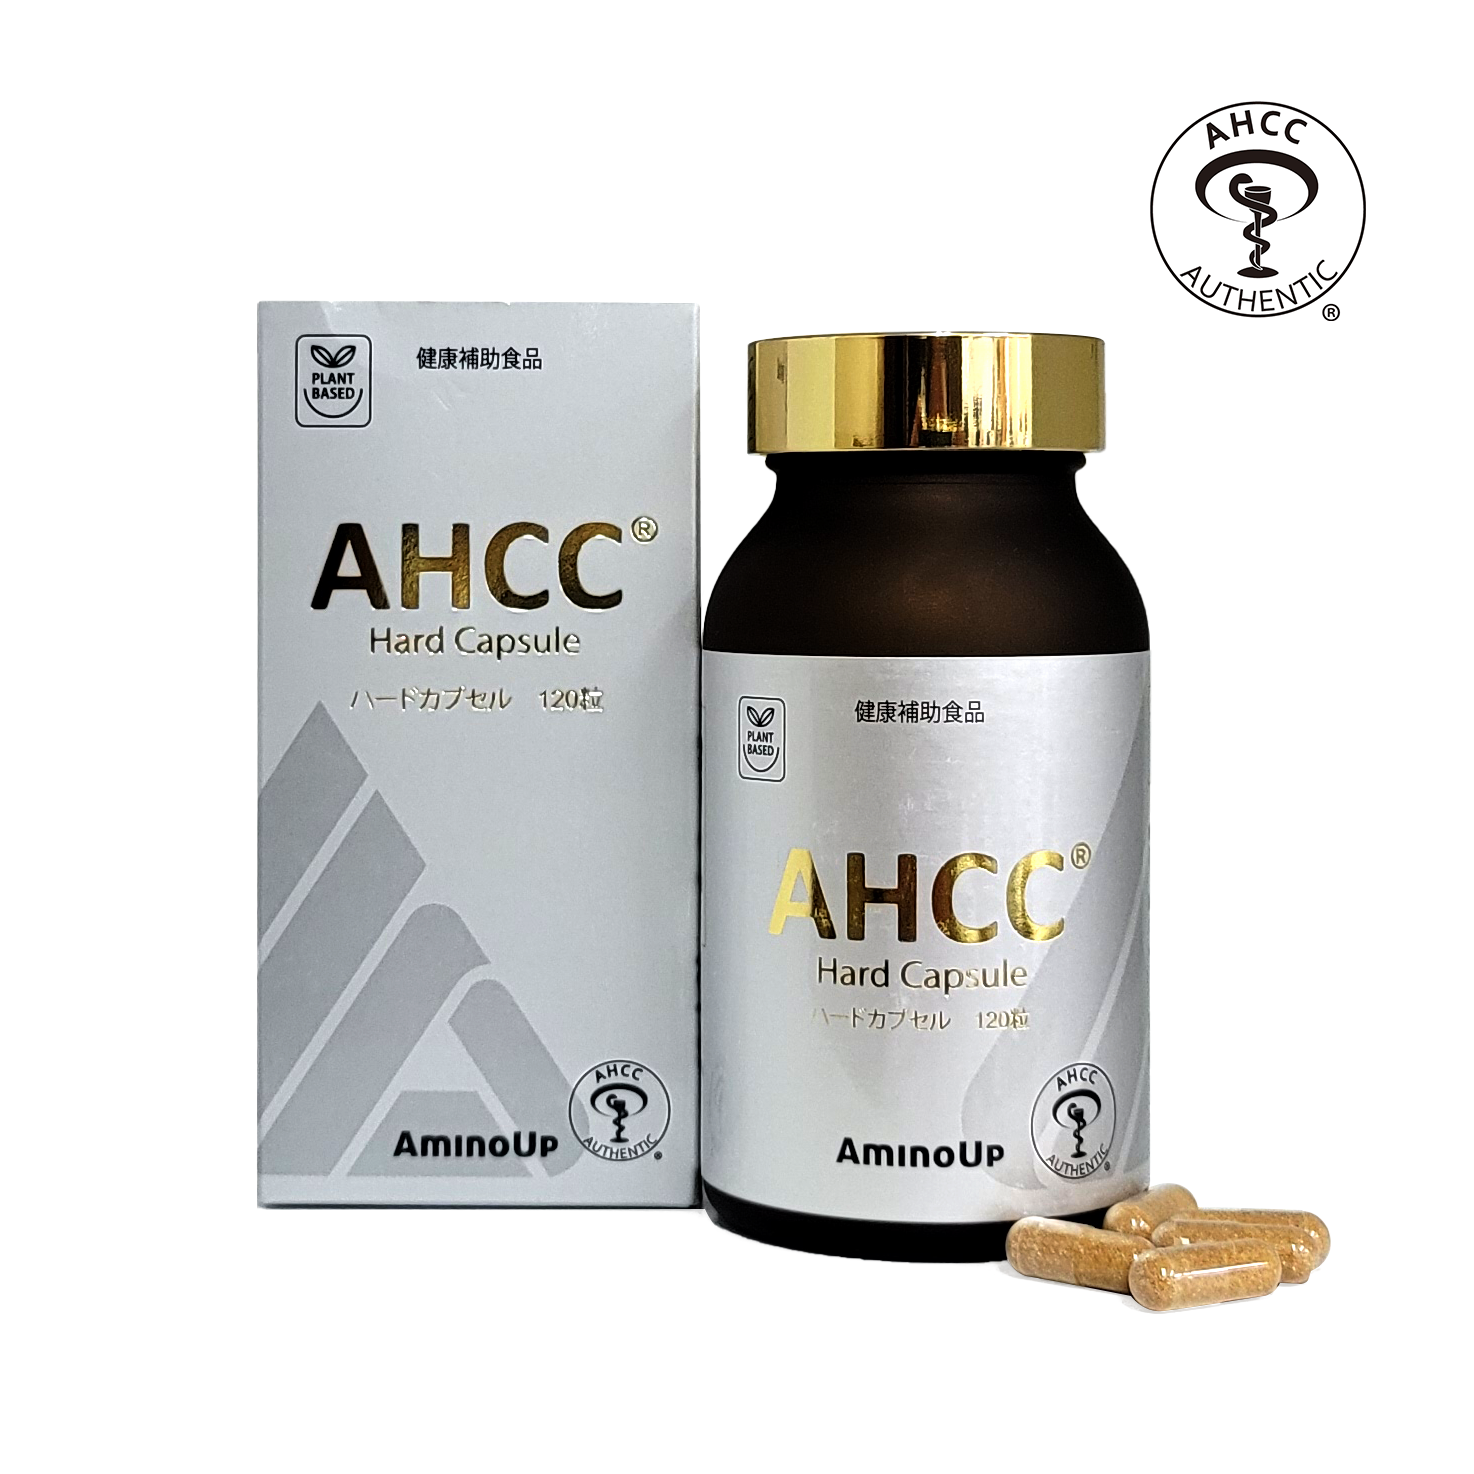 AHCC
AUTHENTIC
®
PLANT
BASED
健康補助食品
AHCC®
Hard Capsule
ハードカプセル 120粒
AminoUp
AHCC
AUTHENTIC
®
PLANT
BASED
健康補助食品
AHCC®
Hard Capsule
ハードカプセル 120粒
AminoUp
AHCC
AUTHENTIC
®